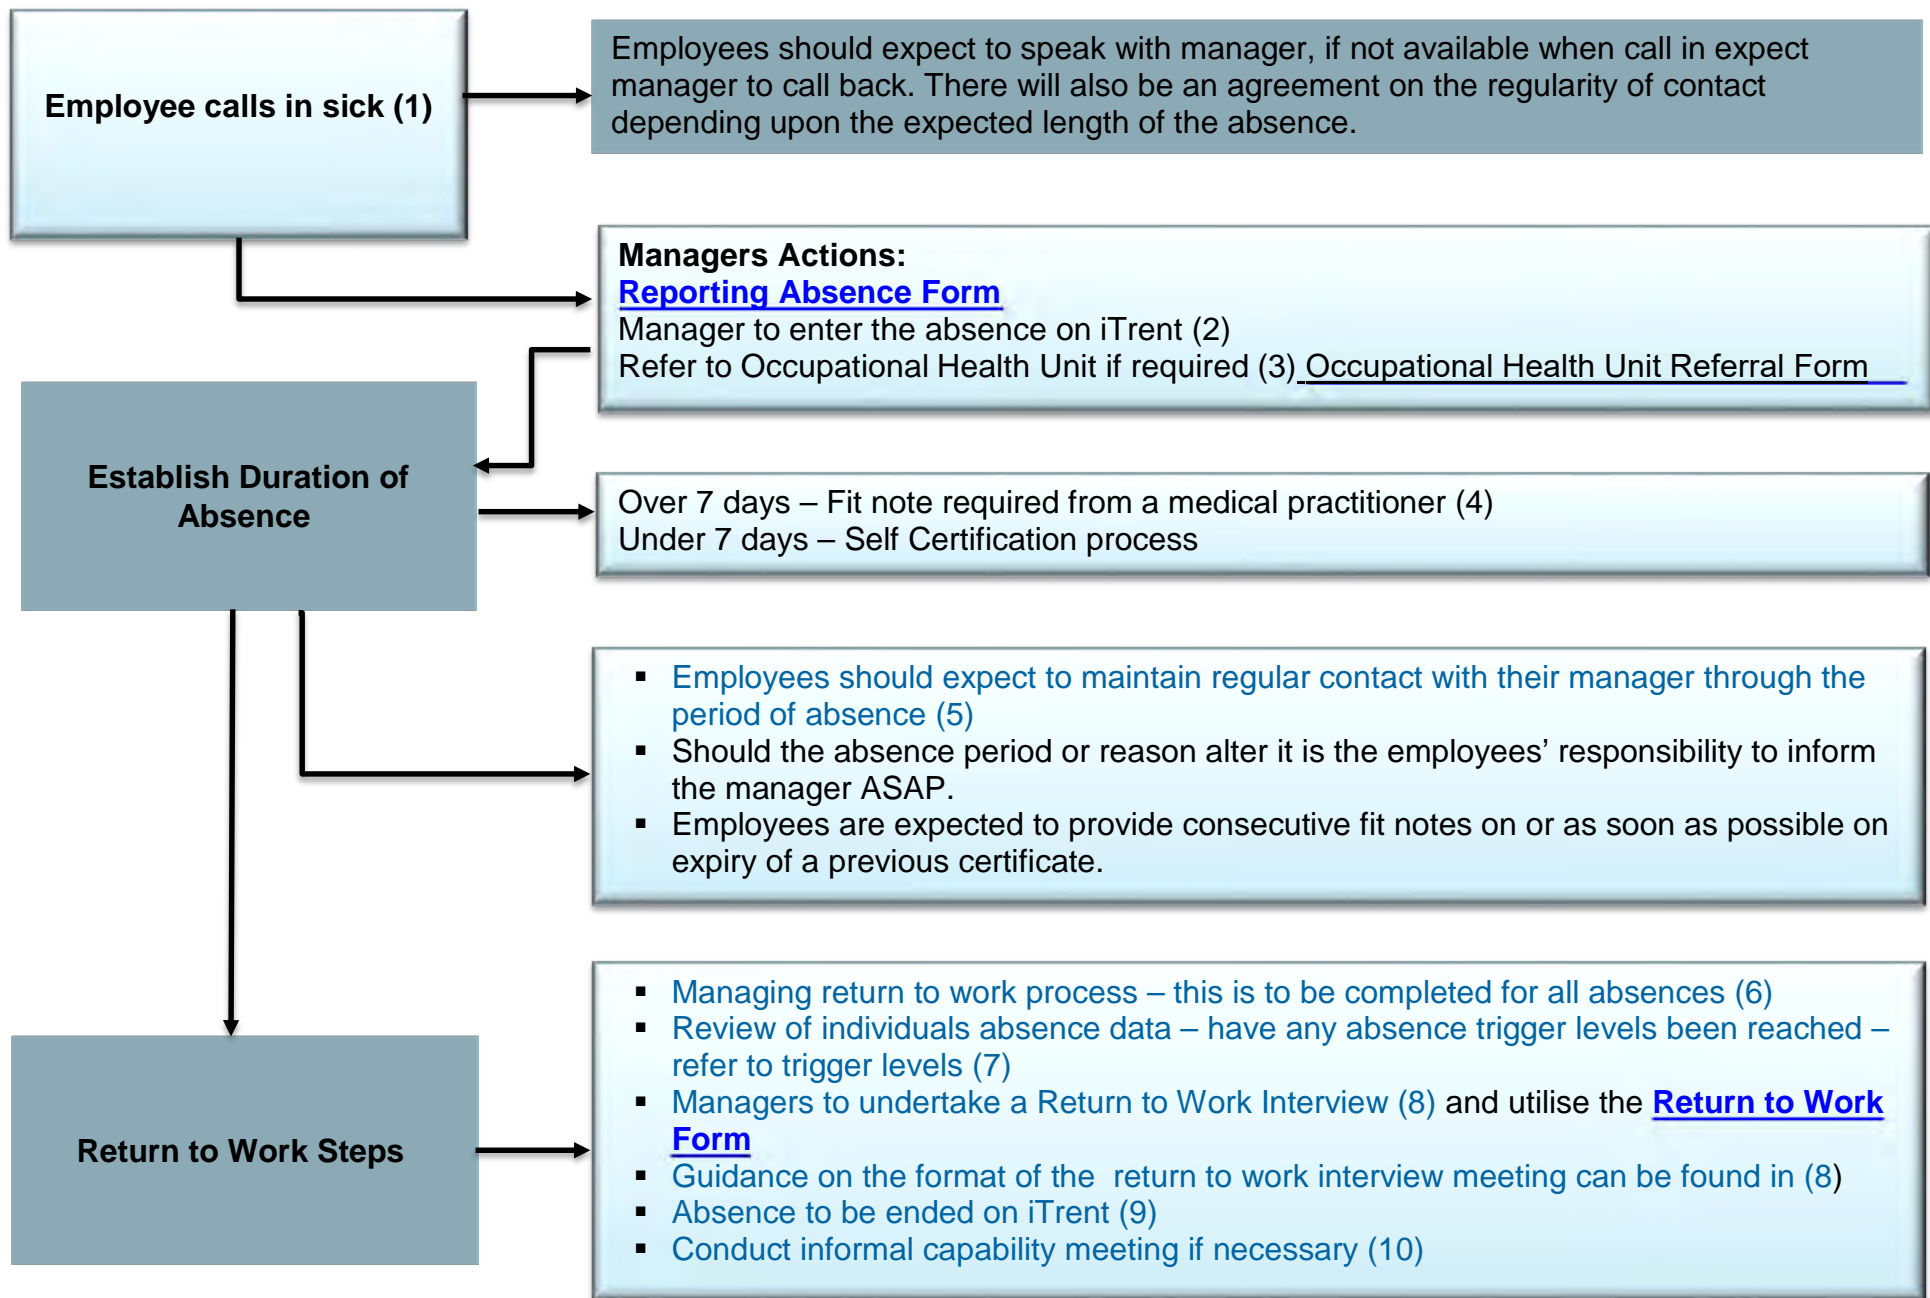 Employee calls in sick (1)
Employees should expect to speak with manager, if not available when call in expect
manager to call back. There will also be an agreement on the regularity of contact
depending upon the expected length of the absence.
Managers Actions:
Reporting Absence Form
Manager to enter the absence on iTrent (2)
Refer to Occupational Health Unit if required (3) Occupational Health Unit Referral Form
Establish Duration of
Absence
Over 7 days – Fit note required from a medical practitioner (4)
Under 7 days – Self Certification process
▪ Employees should expect to maintain regular contact with their manager through the
period of absence (5)
▪ Should the absence period or reason alter it is the employees’ responsibility to inform
the manager ASAP.
▪ Employees are expected to provide consecutive fit notes on or as soon as possible on
expiry of a previous certificate.
Return to Work Steps
▪ Managing return to work process – this is to be completed for all absences (6)
▪ Review of individuals absence data – have any absence trigger levels been reached –
refer to trigger levels (7)
▪ Managers to undertake a Return to Work Interview (8) and utilise the Return to Work
Form
▪ Guidance on the format of the  return to work interview meeting can be found in (8)
▪ Absence to be ended on iTrent (9)
▪ Conduct informal capability meeting if necessary (10)